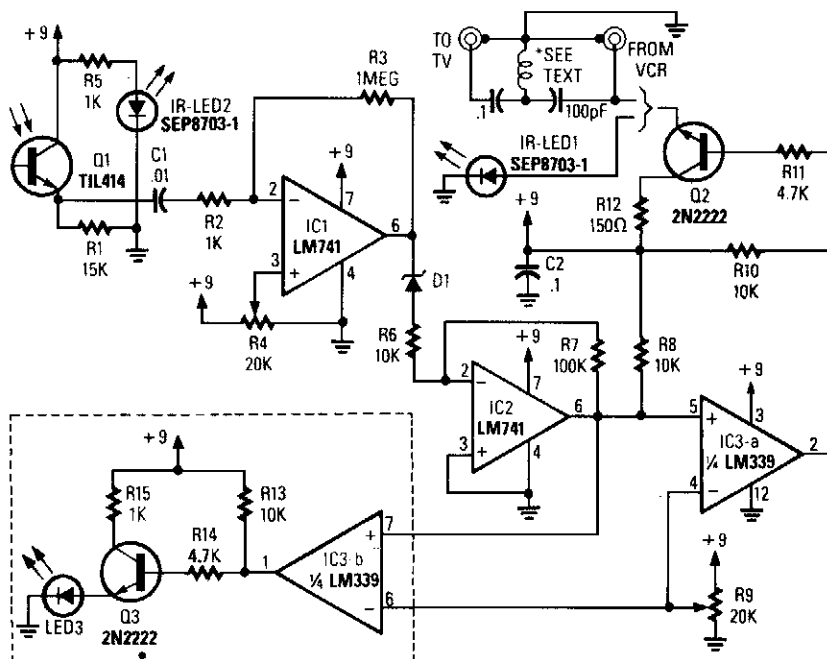 +9
R5
1K
IR-LED2
SEP8703-1
Q1
TIL414
C1
.01
R1
15K
R2
1K
R3
1MEG
+9
2
−
7
IC1
LM741
6
3
+
4
+9
R4
20K
D1
R6
10K
TO
TV
*SEE
TEXT
FROM
VCR
.1
100pF
IR-LED1
SEP8703-1
Q2
2N2222
R11
4.7K
R12
150Ω
+9
C2
.1
R10
10K
R7
100K
R8
10K
+9
2
−
7
IC2
LM741
6
3
+
4
+9
5
+
3
IC3-a
¼ LM339
2
4
−
12
+9
R9
20K
+9
R15
1K
R13
10K
R14
4.7K
1
7
+
IC3-b
¼ LM339
−
6
LED3
Q3
2N2222